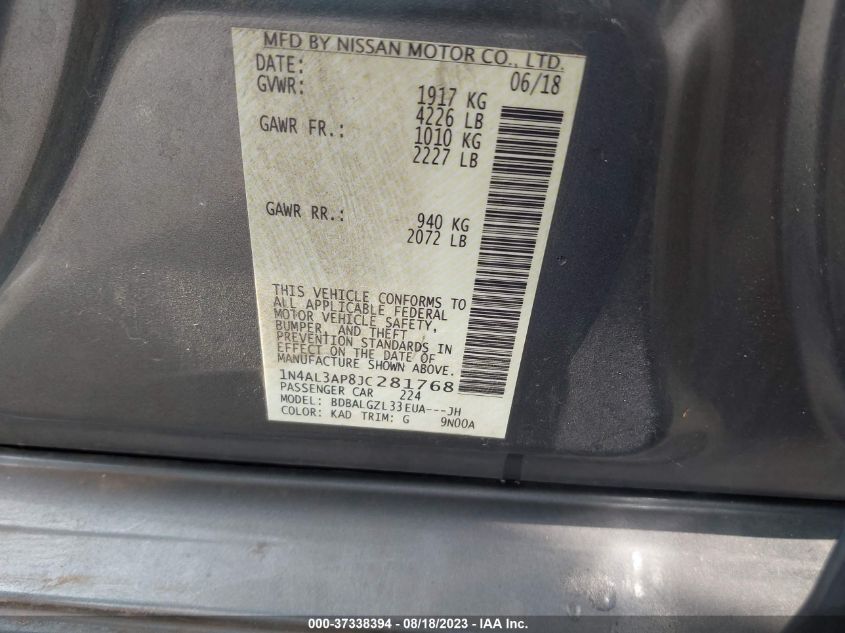 MFD BY NISSAN MOTOR CO., LTD.
DATE: 06/18
GVWR: 1917 KG
4226 LB
GAWR FR.: 1010 KG
2227 LB
GAWR RR.: 940 KG
2072 LB
THIS VEHICLE CONFORMS TO
ALL APPLICABLE FEDERAL
MOTOR VEHICLE SAFETY,
BUMPER, AND THEFT
PREVENTION STANDARDS IN
EFFECT ON THE DATE OF
MANUFACTURE SHOWN ABOVE.
1N4AL3AP8JC281768
PASSENGER CAR 224
MODEL: BDBALGZL33EUA---JH
COLOR: KAD TRIM: G 9N00A
000-37338394 - 08/18/2023 - IAA Inc.